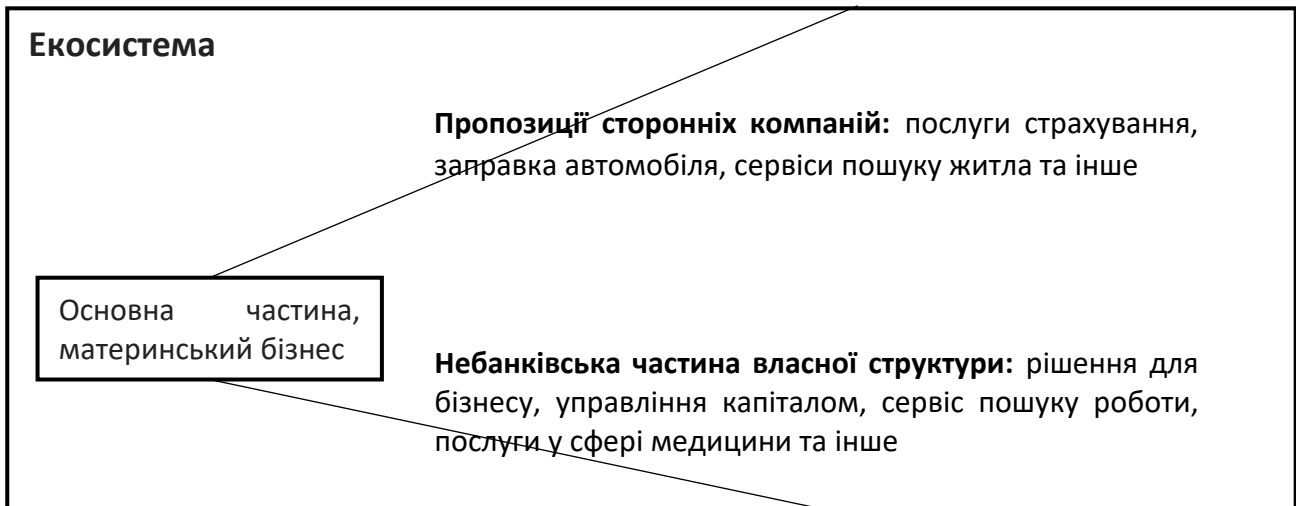 Екосистема
Пропозиції сторонніх компаній: послуги страхування,
заправка автомобіля, сервіси пошуку житла та інше
Основна частина,
материнський бізнес
Небанківська частина власної структури: рішення для
бізнесу, управління капіталом, сервіс пошуку роботи,
послуги у сфері медицини та інше